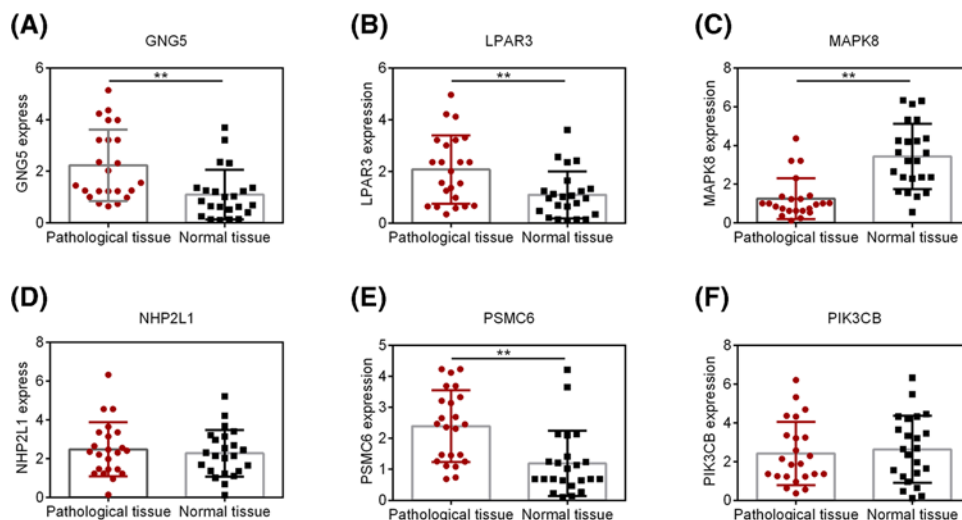 (A)
GNG5
GNG5 express
6
4
2
0
**
Pathological tissue Normal tissue
(B)
LPAR3
LPAR3 expression
6
4
2
0
**
Pathological tissue Normal tissue
(C)
MAPK8
MAPK8 expression
8
6
4
2
0
**
Pathological tissue Normal tissue
(D)
NHP2L1
NHP2L1 express
8
6
4
2
0
Pathological tissue Normal tissue
(E)
PSMC6
PSMC6 expression
5
4
3
2
1
0
**
Pathological tissue Normal tissue
(F)
PIK3CB
PIK3CB expression
8
6
4
2
0
Pathological tissue Normal tissue